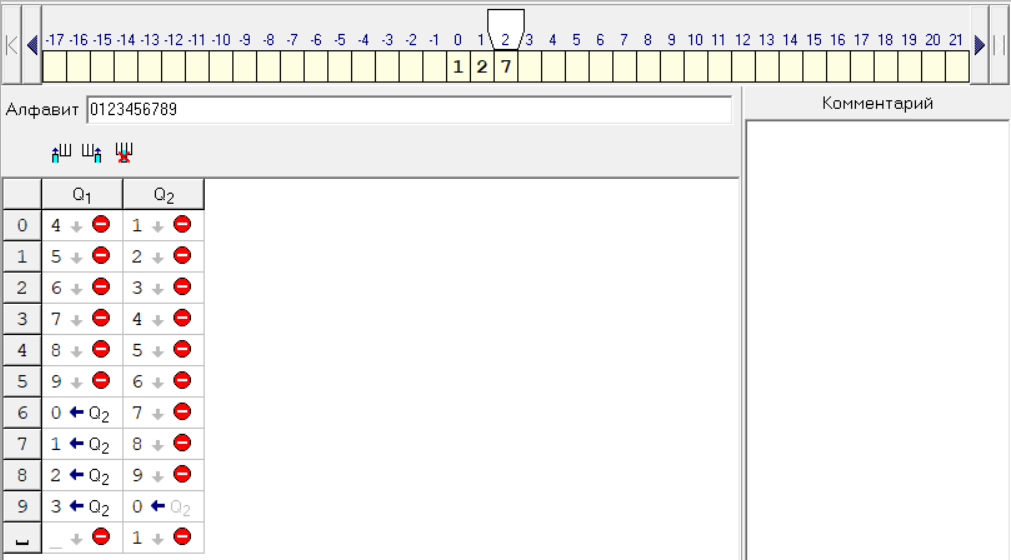 -17 -16 -15 -14 -13 -12 -11 -10 -9 -8 -7 -6 -5 -4 -3 -2 -1 0 1 2 3 4 5 6 7 8 9 10 11 12 13 14 15 16 17 18 19 20 21
1 2 7
Алфавит 0123456789
Комментарий
Q1 Q2
0 4 1
1 5 2
2 6 3
3 7 4
4 8 5
5 9 6
6 0 Q2 7
7 1 Q2 8
8 2 Q2 9
9 3 Q2 0 Q2
_ 1